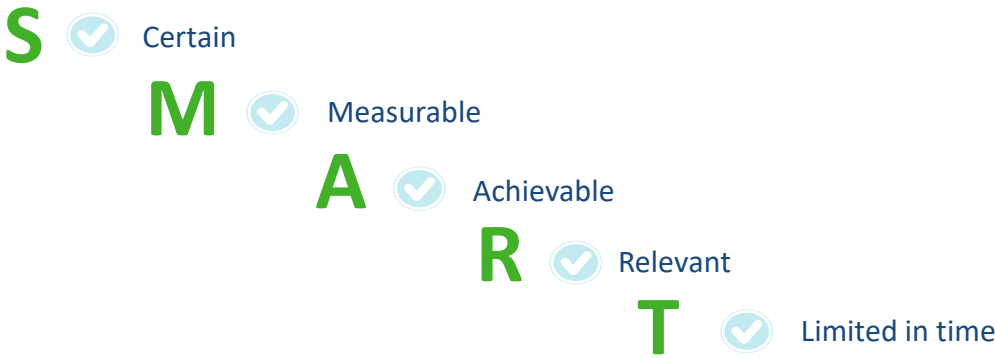 S Certain
M Measurable
A Achievable
R Relevant
T Limited in time